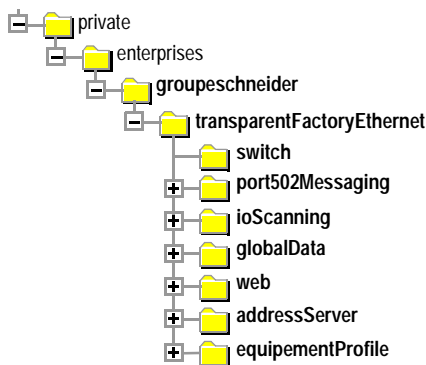 private
enterprises
groupeschneider
transparentFactoryEthernet
switch
port502Messaging
ioScanning
globalData
web
addressServer
equipementProfile